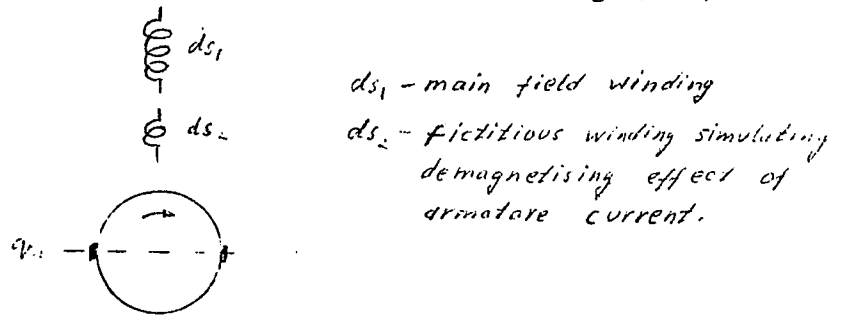 ds₁
ds₁ - main field winding
ds₂
ds₂ - fictitious winding simulating
demagnetising effect of
armature current.